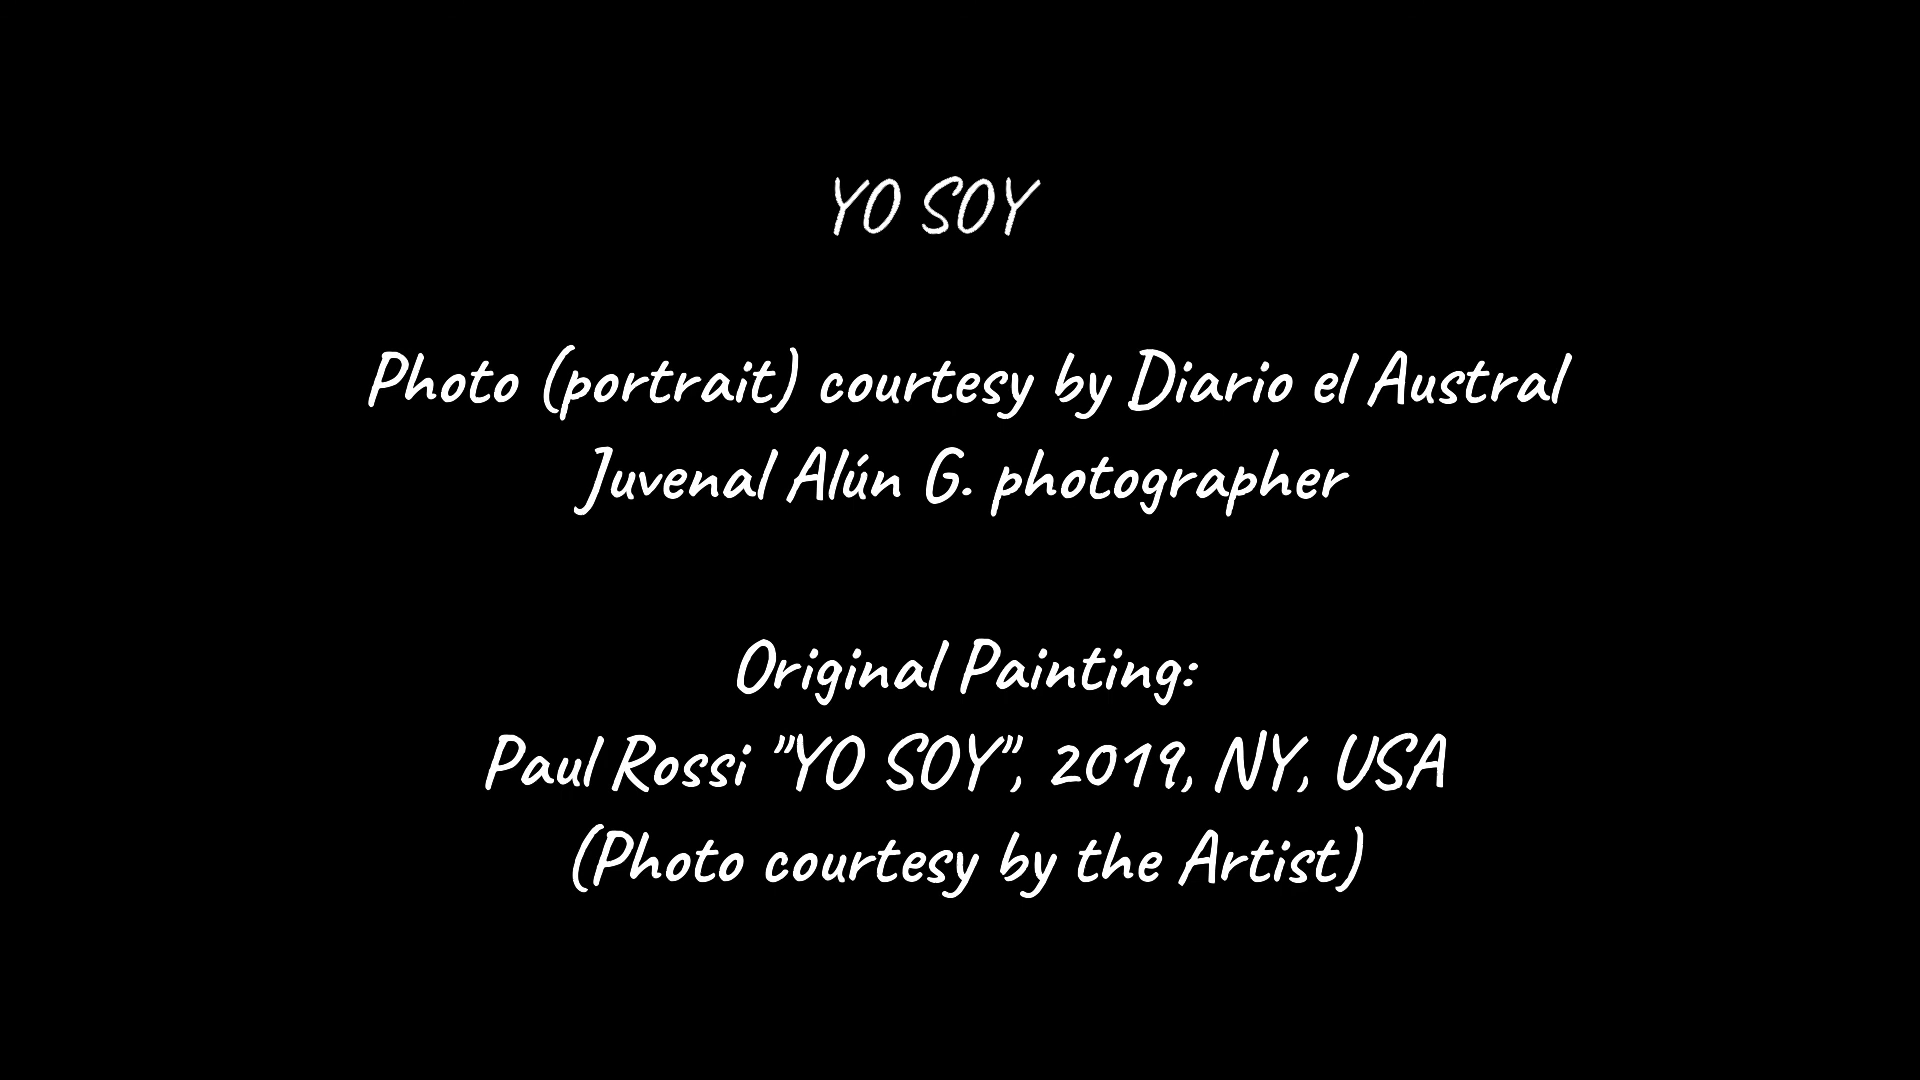 YO SOY
Photo (portrait) courtesy by Diario el Austral
Juvenal Alún G. photographer
Original Painting:
Paul Rossi "YO SOY", 2019, NY, USA
(Photo courtesy by the Artist)